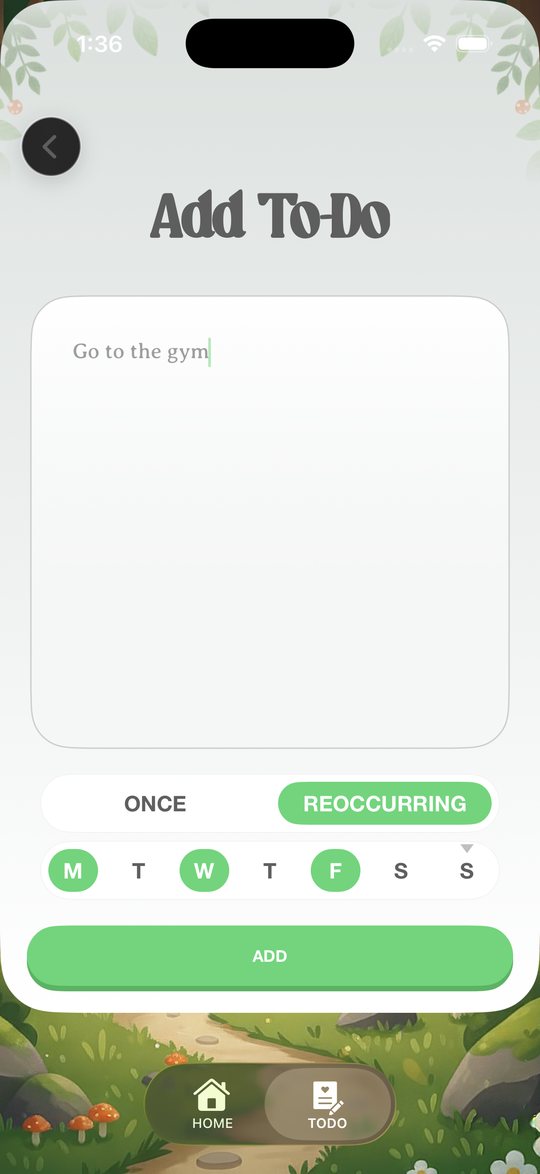 1:36
Add To-Do
Go to the gym
ONCE REOCCURRING
M T W T F S S
ADD
HOME TODO